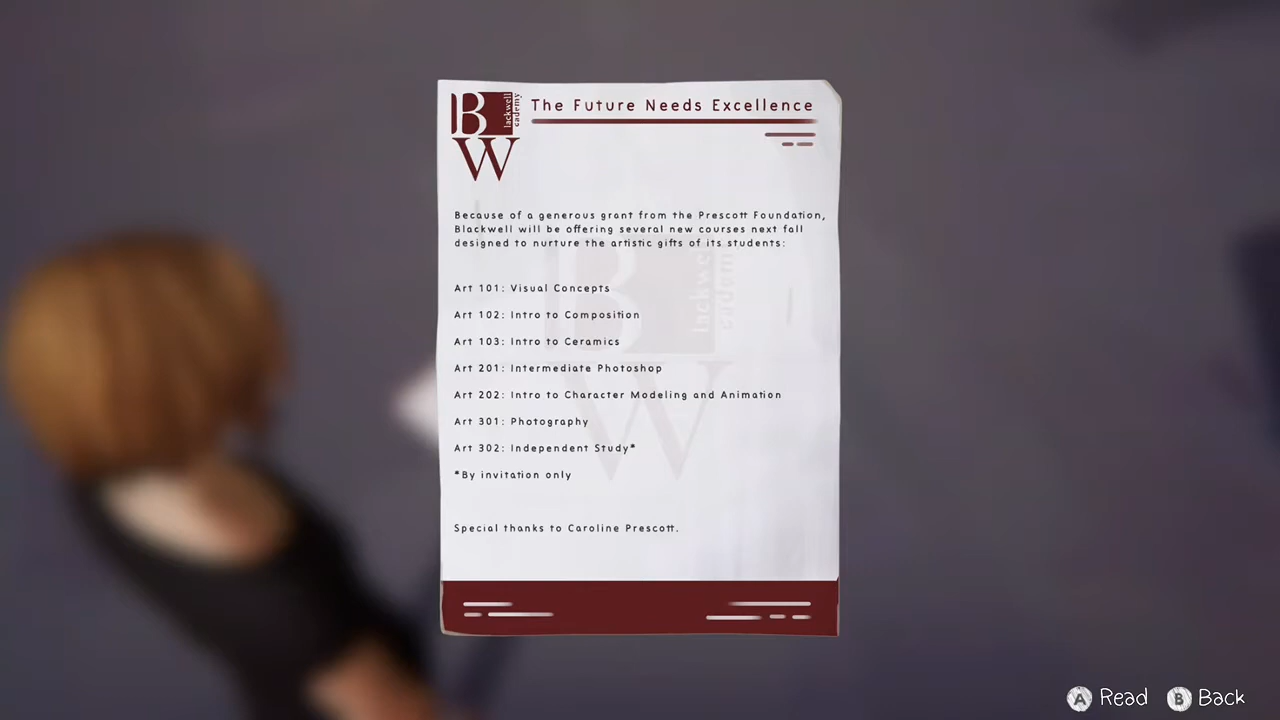 B lackwell cademy
W
The Future Needs Excellence
Because of a generous grant from the Prescott Foundation,
Blackwell will be offering several new courses next fall
designed to nurture the artistic gifts of its students:
Art 101: Visual Concepts
Art 102: Intro to Composition
Art 103: Intro to Ceramics
Art 201: Intermediate Photoshop
Art 202: Intro to Character Modeling and Animation
Art 301: Photography
Art 302: Independent Study*
*By invitation only
Special thanks to Caroline Prescott.
A Read B Back